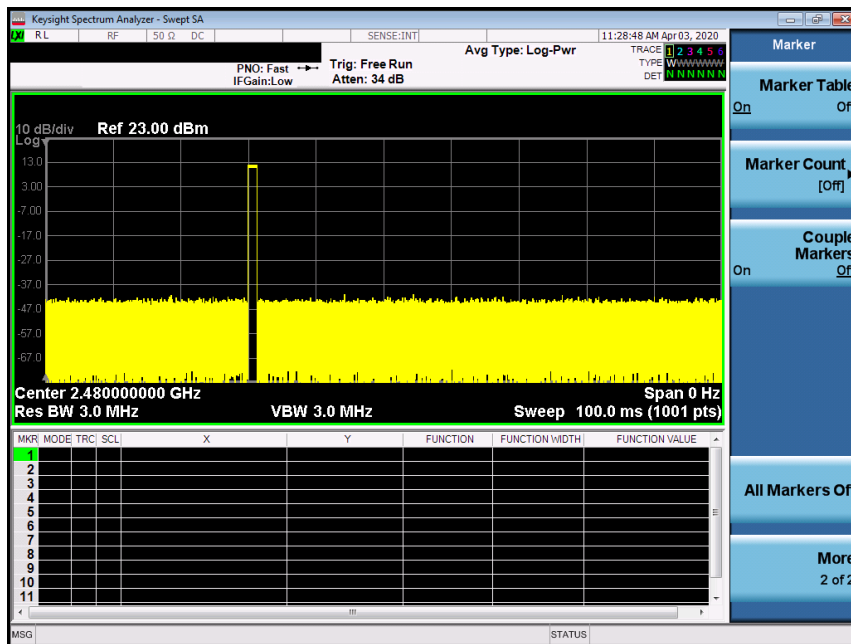 Keysight Spectrum Analyzer - Swept SA
LXI RL RF 50 Ω DC SENSE:INT 11:28:48 AM Apr 03, 2020
Avg Type: Log-Pwr TRACE 1 2 3 4 5 6
PNO: Fast Trig: Free Run TYPE WWWWWW
IFGain:Low Atten: 34 dB DET N N N N N N
10 dB/div Ref 23.00 dBm
Log
13.0
3.00
-7.00
-17.0
-27.0
-37.0
-47.0
-57.0
-67.0
Center 2.480000000 GHz Span 0 Hz
Res BW 3.0 MHz VBW 3.0 MHz Sweep 100.0 ms (1001 pts)
MKR MODE TRC SCL X Y FUNCTION FUNCTION WIDTH FUNCTION VALUE
1
2
3
4
5
6
7
8
9
10
11
MSG STATUS
Marker
Marker Table
On Of
Marker Count
[Off]
Couple
Markers
On Of
All Markers Of
More
2 of 2